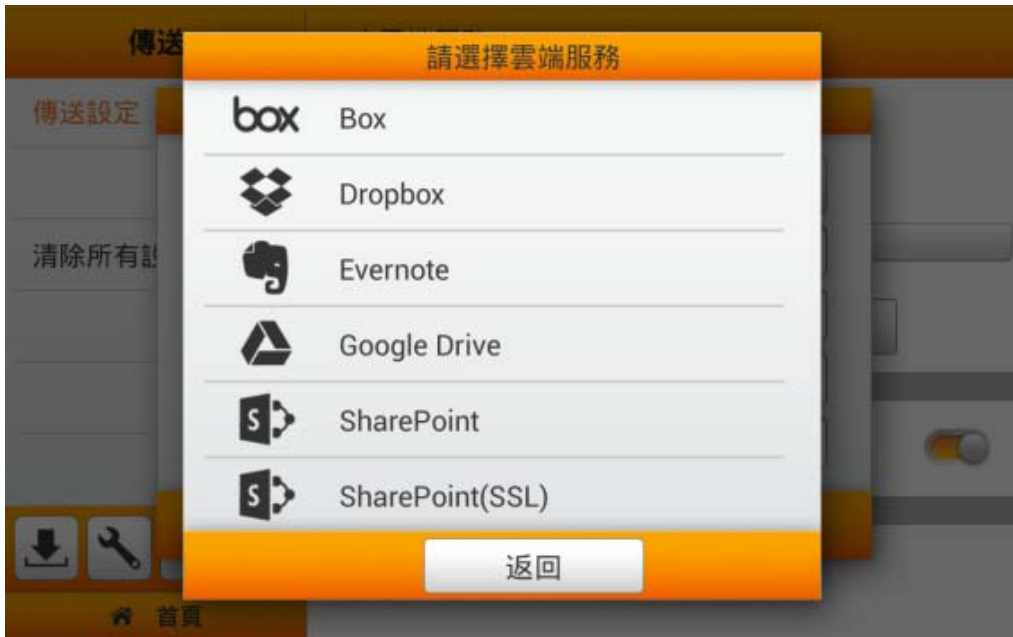 傳送
請選擇雲端服務
傳送設定
box Box
Dropbox
Evernote
清除所有設
Google Drive
S SharePoint
S SharePoint(SSL)
返回
首頁